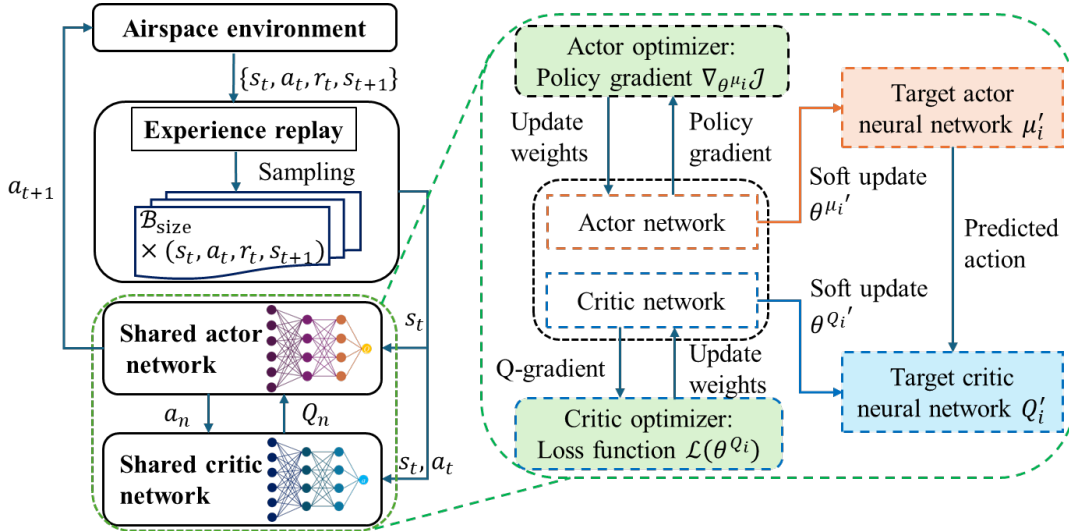 Airspace environment
{s_t, a_t, r_t, s_{t+1}}
Experience replay
Sampling
ℬ_size
× (s_t, a_t, r_t, s_{t+1})
a_{t+1}
Shared actor
network
s_t
a_n
Q_n
Shared critic
network
s_t, a_t
Actor optimizer:
Policy gradient ∇_{θ^{μ_i}} 𝒥
Update
weights
Policy
gradient
Actor network
Critic network
Q-gradient
Update
weights
Critic optimizer:
Loss function ℒ(θ^{Q_i})
Target actor
neural network μ_i′
Soft update
θ^{μ_i}′
Predicted
action
Soft update
θ^{Q_i}′
Target critic
neural network Q_i′